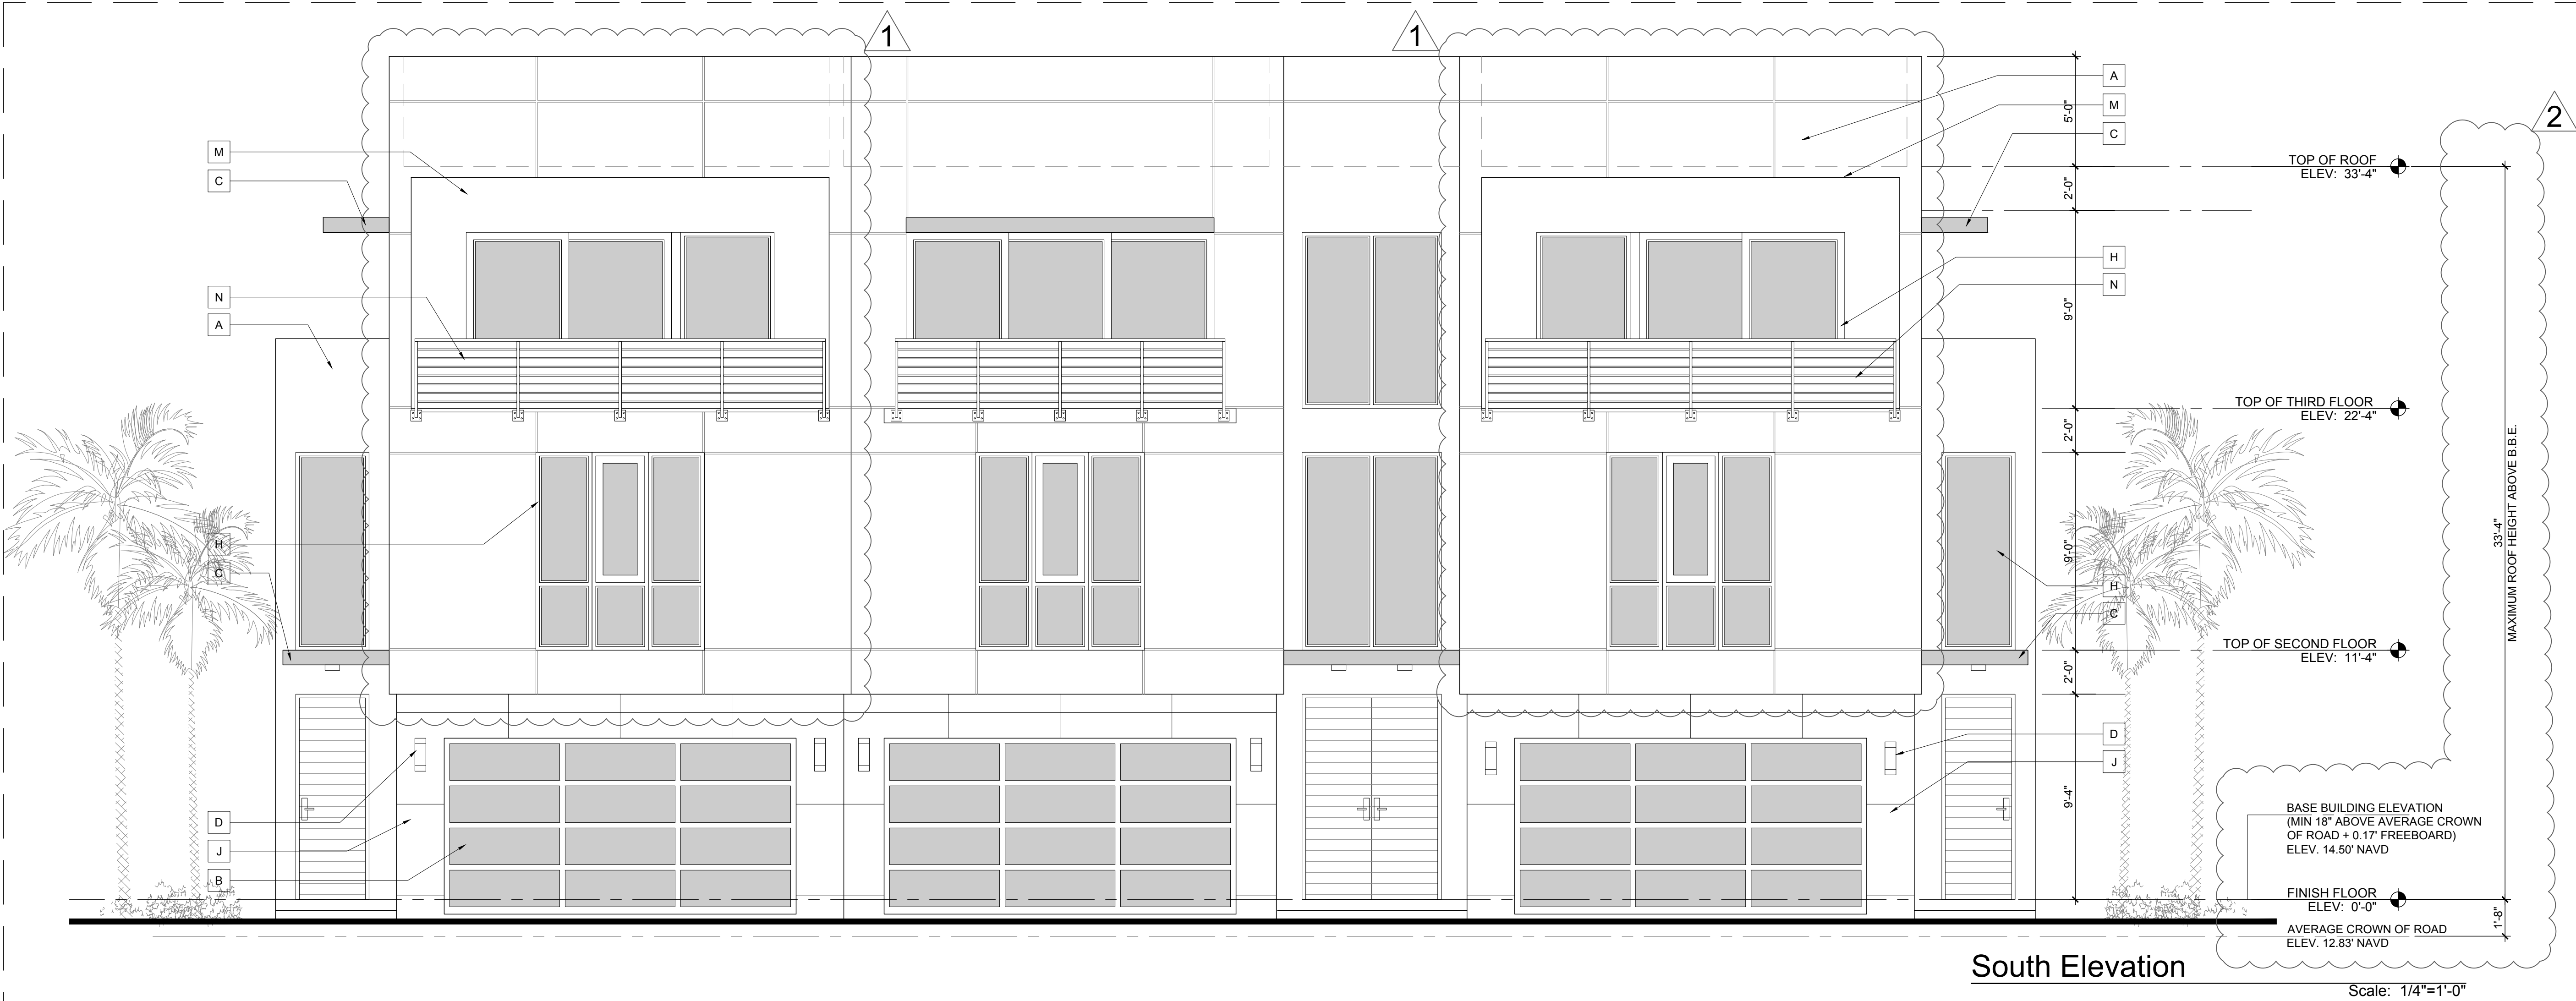 1
1
2
A
M
C
M
C
5'-0"
TOP OF ROOF
ELEV: 33'-4"
2'-0"
H
N
N
A
9'-0"
TOP OF THIRD FLOOR
ELEV: 22'-4"
2'-0"
H
C
9'-0"
33'-4"
MAXIMUM ROOF HEIGHT ABOVE B.B.E.
H
C
TOP OF SECOND FLOOR
ELEV: 11'-4"
2'-0"
D
J
D
J
B
9'-4"
BASE BUILDING ELEVATION
(MIN 18" ABOVE AVERAGE CROWN
OF ROAD + 0.17' FREEBOARD)
ELEV. 14.50' NAVD
FINISH FLOOR
ELEV: 0'-0"
1'-8"
AVERAGE CROWN OF ROAD
ELEV. 12.83' NAVD
South Elevation
Scale: 1/4"=1'-0"